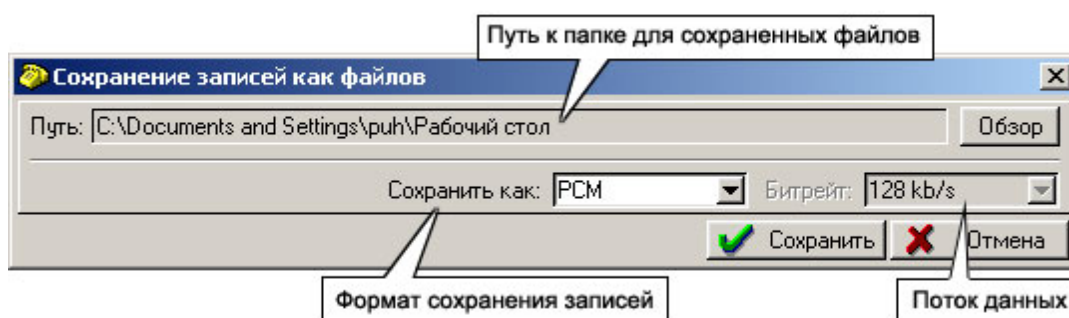 Путь к папке для сохраненных файлов
Сохранение записей как файлов
Путь: C:\Documents and Settings\puh\Рабочий стол Обзор
Сохранить как: PCM Битрейт: 128 kb/s
Сохранить Отмена
Формат сохранения записей Поток данных